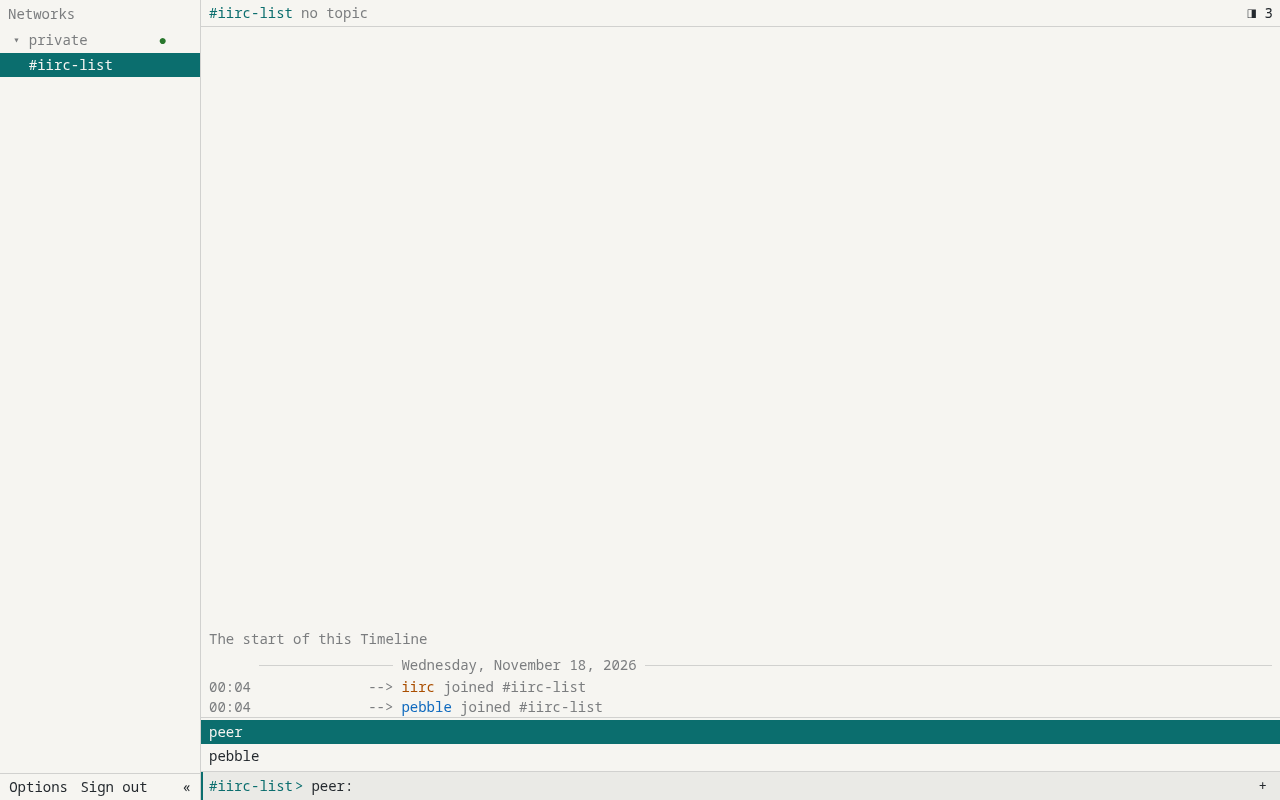 Networks
▾ private ●
#iirc-list
#iirc-list no topic ◨ 3
The start of this Timeline
Wednesday, November 18, 2026
00:04 --> iirc joined #iirc-list
00:04 --> pebble joined #iirc-list
peer
pebble
Options Sign out «
#iirc-list> peer: +